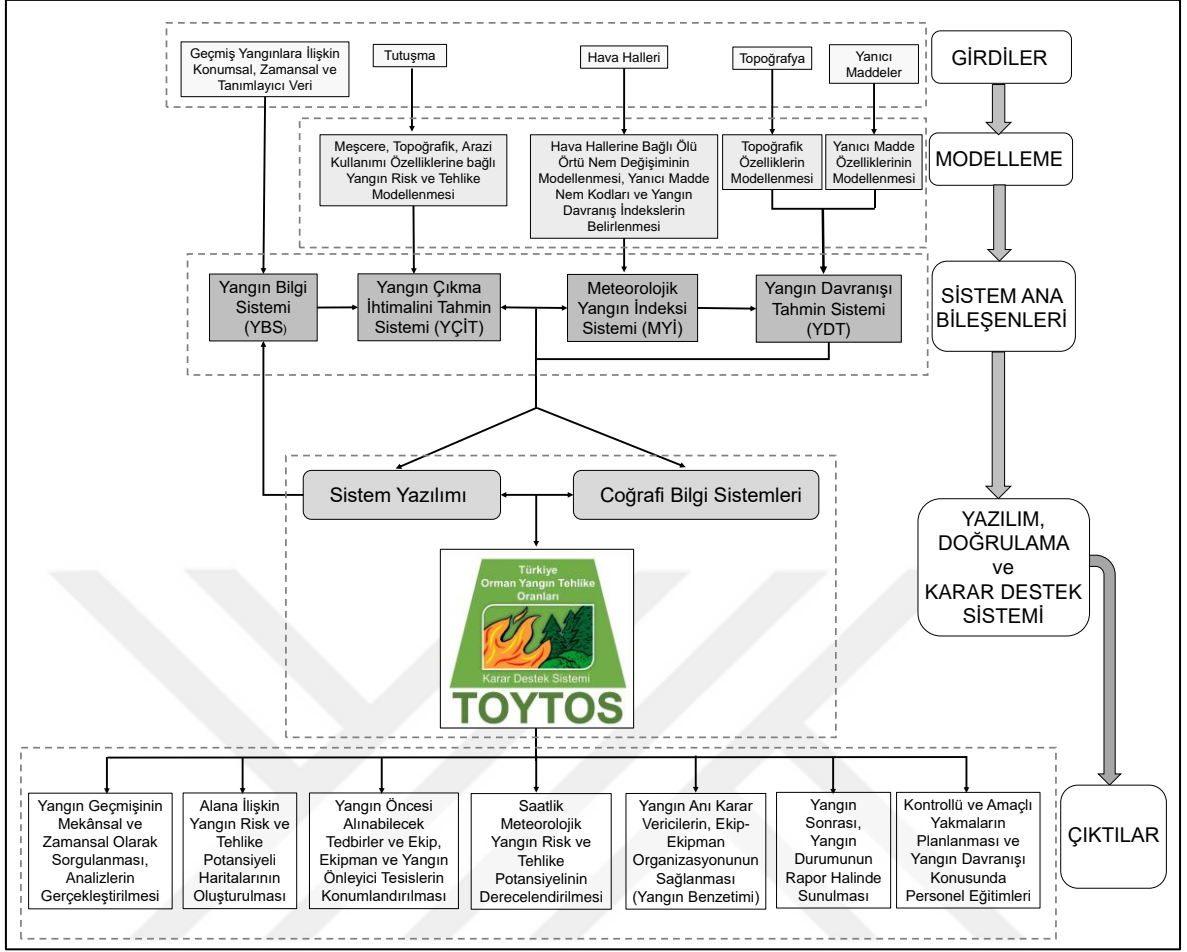 Geçmiş Yangınlara İlişkin
Konumsal, Zamansal ve
Tanımlayıcı Veri
Tutuşma
Hava Halleri
Topoğrafya
Yanıcı
Maddeler
GİRDİLER
Meşcere, Topoğrafik, Arazi
Kullanımı Özelliklerine bağlı
Yangın Risk ve Tehlike
Modellenmesi
Hava Hallerine Bağlı Ölü
Örtü Nem Değişiminin
Modellenmesi, Yanıcı Madde
Nem Kodları ve Yangın
Davranış İndekslerin
Belirlenmesi
Topoğrafik
Özelliklerin
Modellenmesi
Yanıcı Madde
Özelliklerinin
Modellenmesi
MODELLEME
Yangın Bilgi
Sistemi
(YBS)
Yangın Çıkma
İhtimalini Tahmin
Sistemi (YÇİT)
Meteorolojik
Yangın İndeksi
Sistemi (MYİ)
Yangın Davranışı
Tahmin Sistemi
(YDT)
SİSTEM ANA
BİLEŞENLERİ
Sistem Yazılımı
Coğrafi Bilgi Sistemleri
YAZILIM,
DOĞRULAMA
ve
KARAR DESTEK
SİSTEMİ
Türkiye
Orman Yangın Tehlike
Oranları
Karar Destek Sistemi
TOYTOS
Yangın Geçmişinin
Mekânsal ve
Zamansal Olarak
Sorgulanması,
Analizlerin
Gerçekleştirilmesi
Alana İlişkin
Yangın Risk ve
Tehlike
Potansiyeli
Haritalarının
Oluşturulması
Yangın Öncesi
Alınabilecek
Tedbirler ve Ekip,
Ekipman ve Yangın
Önleyici Tesislerin
Konumlandırılması
Saatlik
Meteorolojik
Yangın Risk ve
Tehlike
Potansiyelinin
Derecelendirilmesi
Yangın Anı Karar
Vericilerin, Ekip-
Ekipman
Organizasyonunun
Sağlanması
(Yangın Benzetimi)
Yangın
Sonrası,
Yangın
Durumunun
Rapor Halinde
Sunulması
Kontrollü ve Amaçlı
Yakmaların
Planlanması ve
Yangın Davranışı
Konusunda
Personel Eğitimleri
ÇIKTILAR